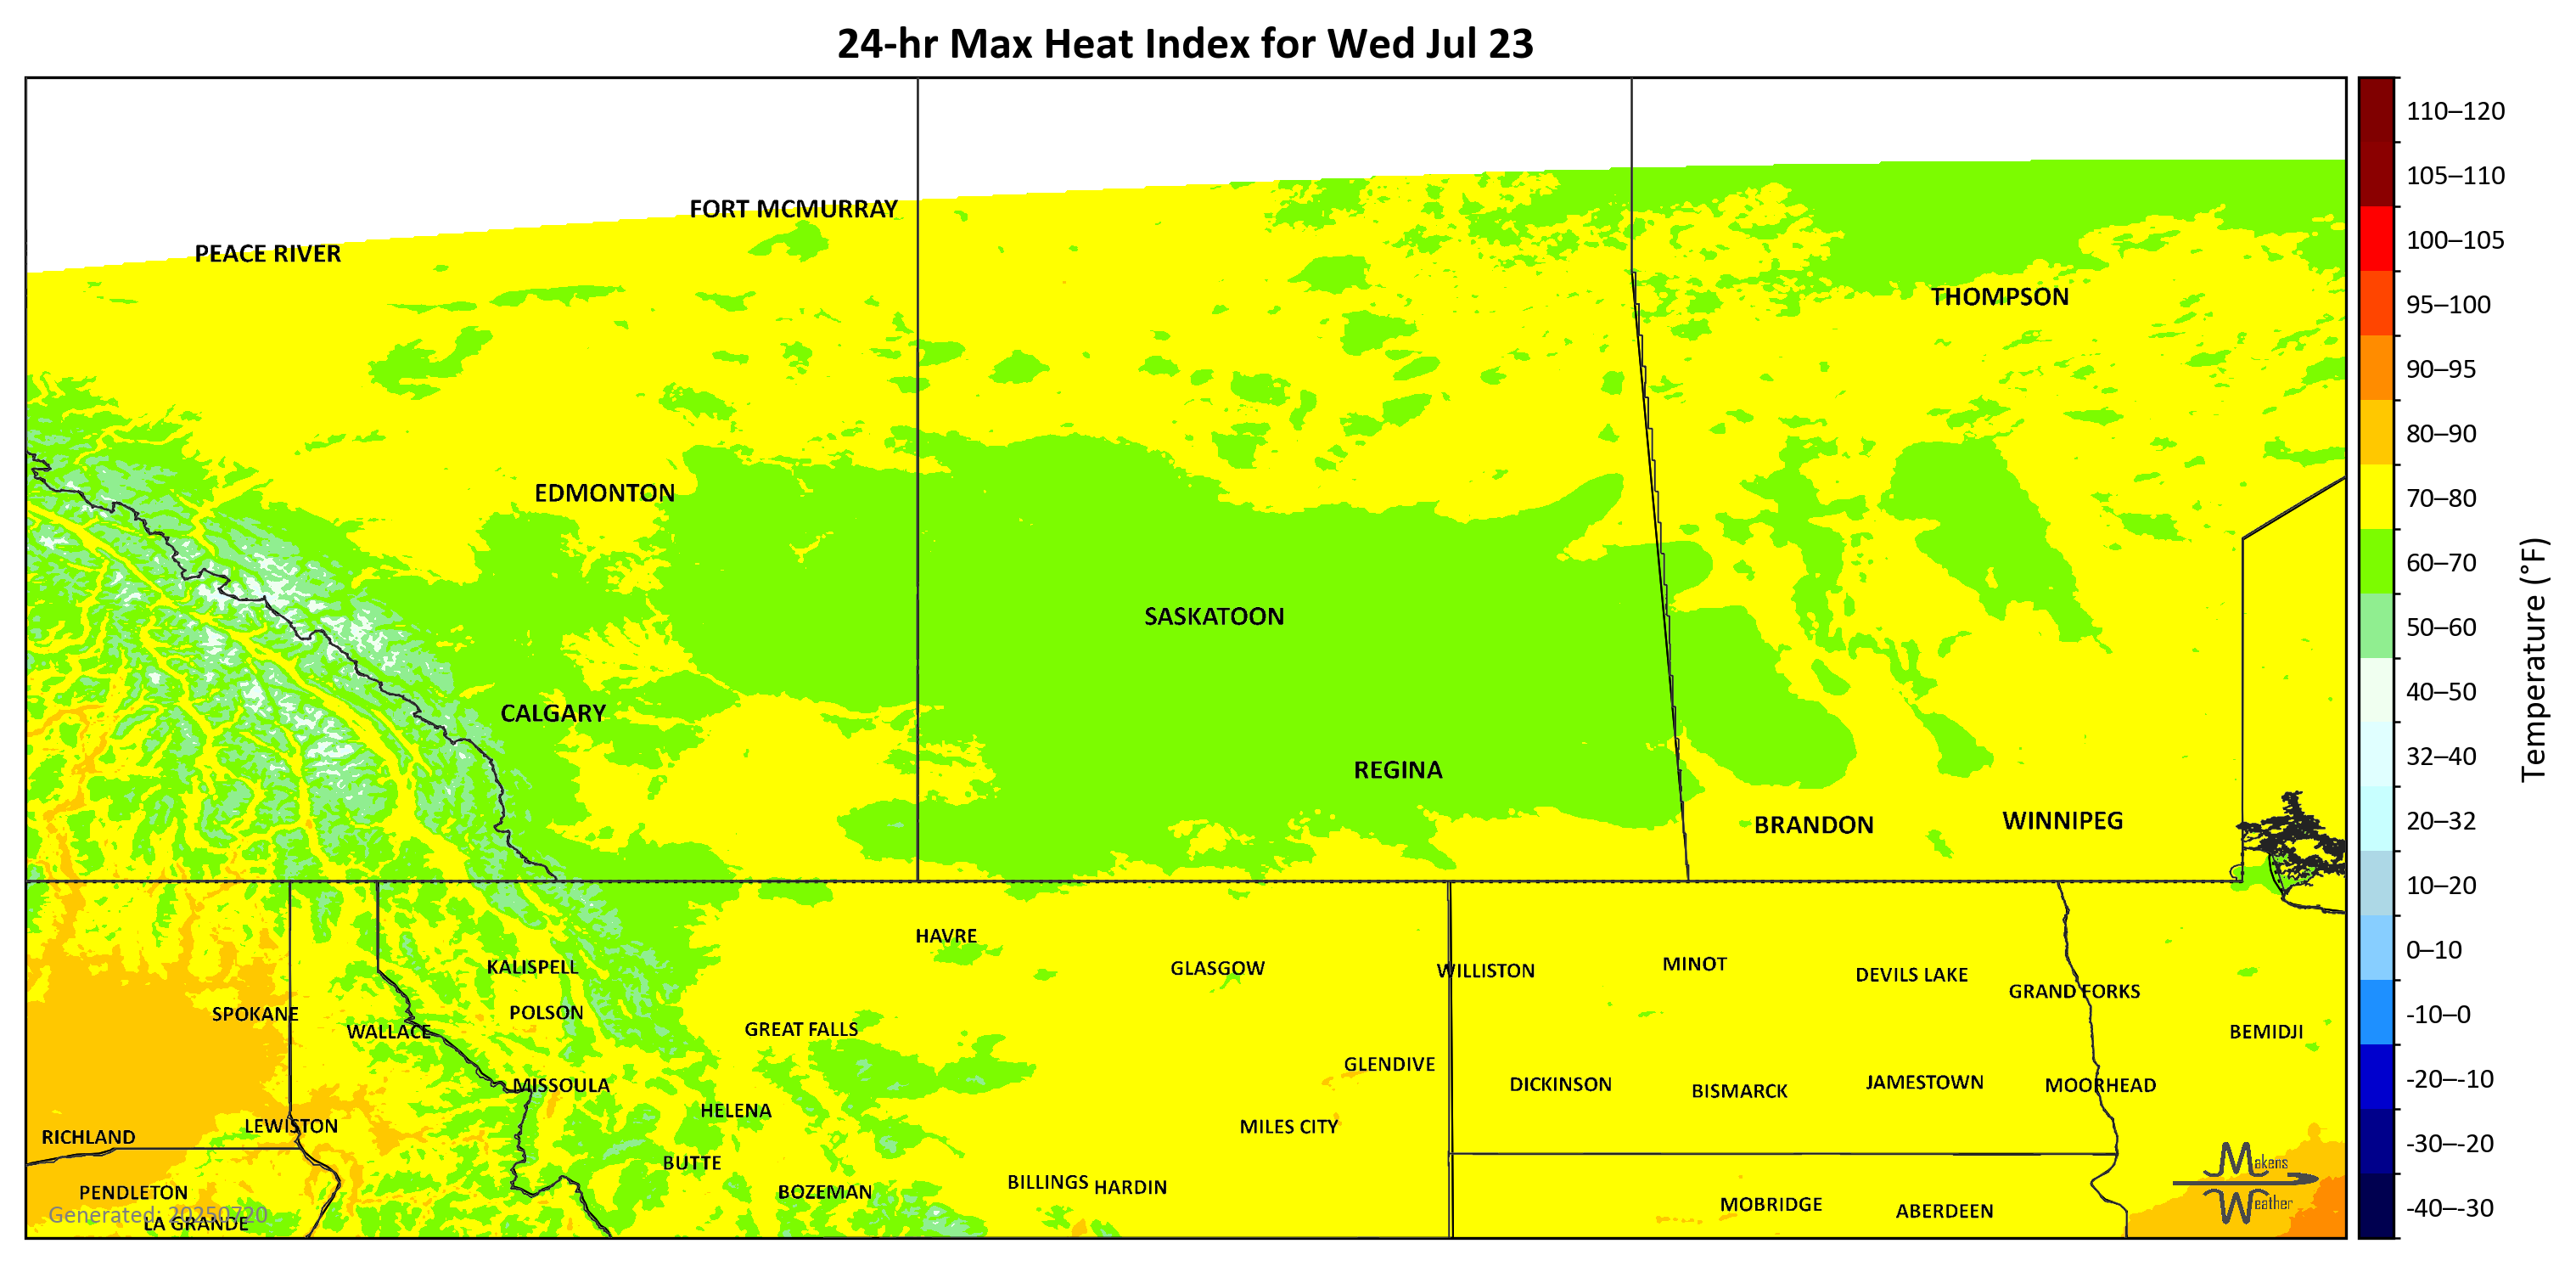 24-hr Max Heat Index for Wed Jul 23
FORT MCMURRAY
PEACE RIVER
THOMPSON
EDMONTON
SASKATOON
CALGARY
REGINA
BRANDON
WINNIPEG
HAVRE
KALISPELL
GLASGOW
WILLISTON
MINOT
DEVILS LAKE
GRAND FORKS
SPOKANE
POLSON
WALLACE
GREAT FALLS
BEMIDJI
GLENDIVE
MISSOULA
DICKINSON
BISMARCK
JAMESTOWN
MOORHEAD
HELENA
LEWISTON
MILES CITY
RICHLAND
BUTTE
PENDLETON
BOZEMAN
BILLINGS
HARDIN
MOBRIDGE
ABERDEEN
Generated: 20250720
LA GRANDE
Makens
Weather
110–120
105–110
100–105
95–100
90–95
80–90
70–80
60–70
50–60
40–50
32–40
20–32
10–20
0–10
-10–0
-20–-10
-30–-20
-40–-30
Temperature (°F)